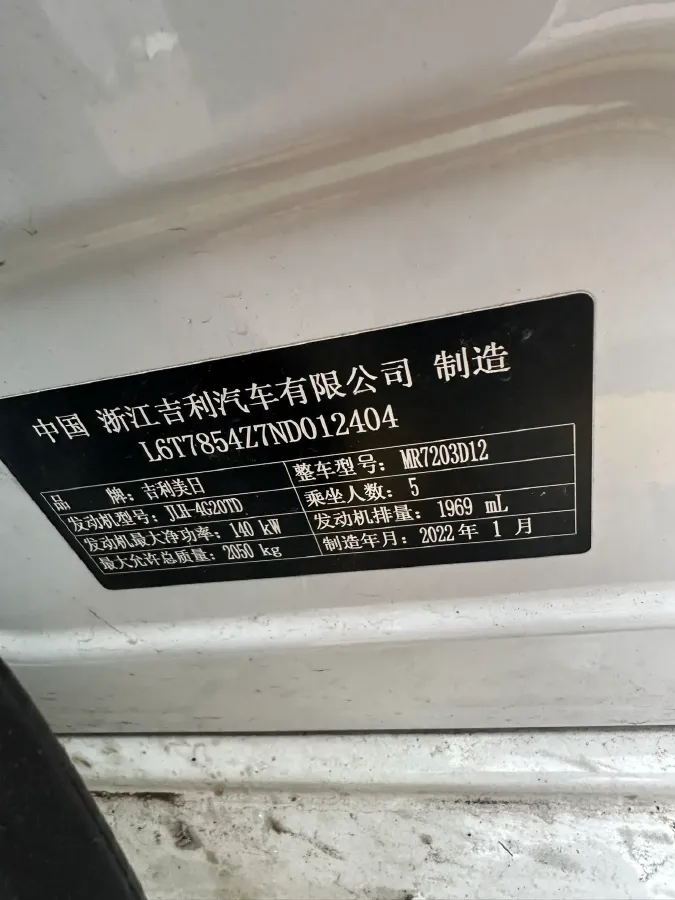 中国 浙江吉利汽车有限公司 制造
L6T7854Z7ND012404
品 牌：吉利美日 整车型号：MR7203D12
发动机型号：JLH-4G20TD 乘坐人数：5
发动机最大净功率：140 kW 发动机排量：1969 mL
最大允许总质量：2050 kg 制造年月：2022 年 1 月